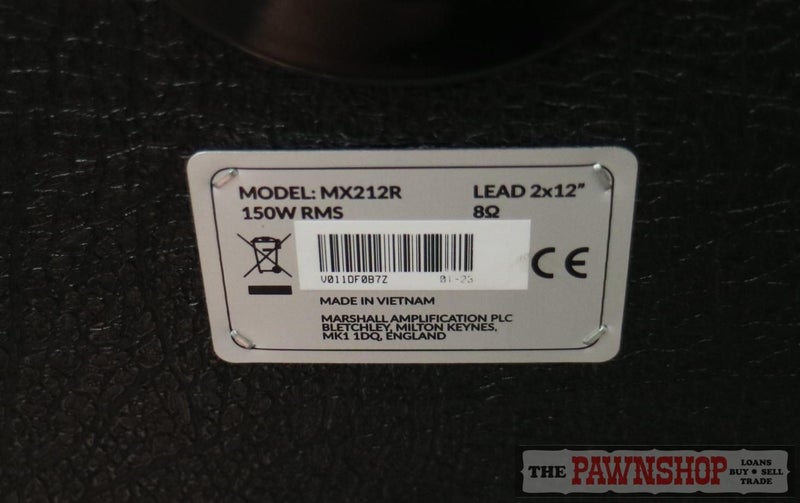 MODEL: MX212R LEAD 2x12”
150W RMS 8Ω
V011DF0B7Z 01-23
CE
MADE IN VIETNAM
MARSHALL AMPLIFICATION PLC
BLETCHLEY, MILTON KEYNES,
MK1 1DQ, ENGLAND
THE PAWNSHOP LOANS
BUY • SELL
TRADE